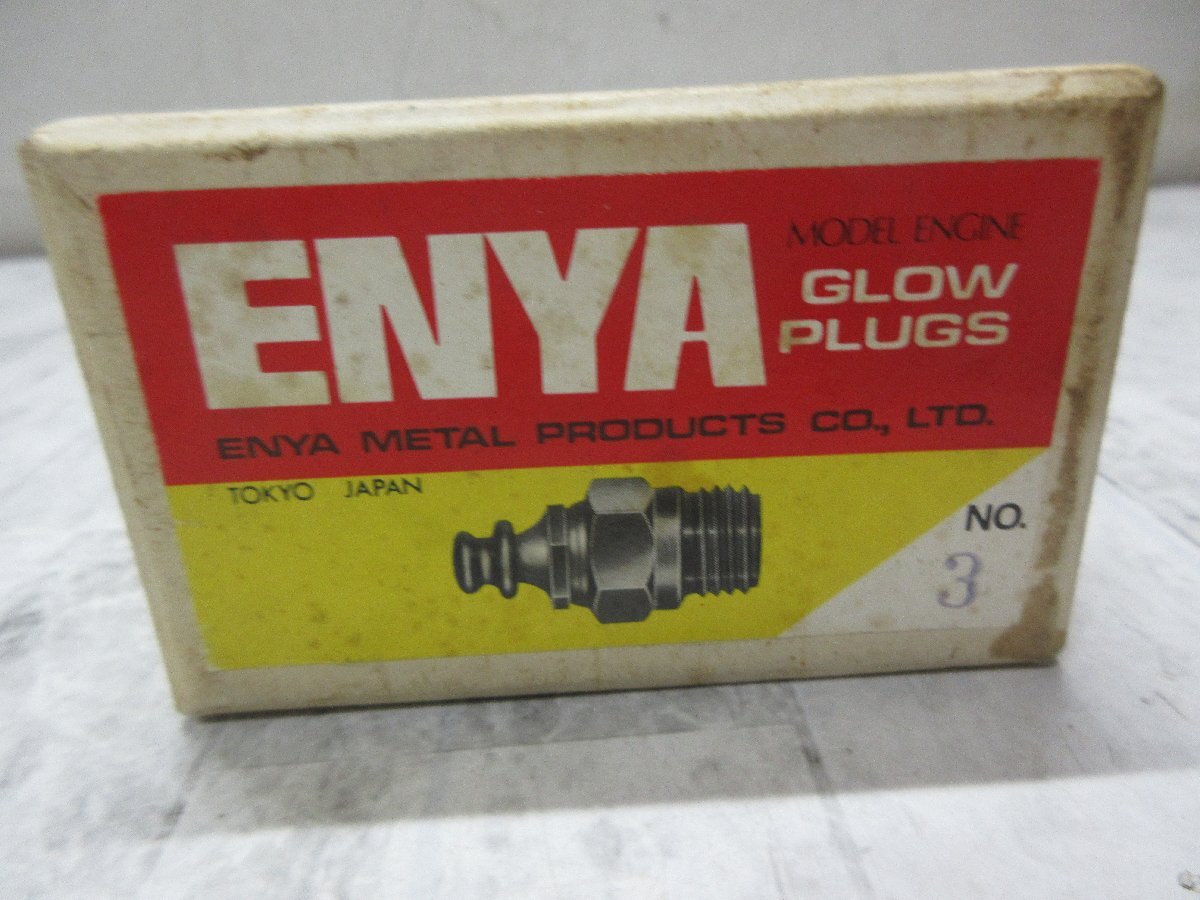 ENYA
MODEL ENGINE
GLOW
PLUGS
ENYA METAL PRODUCTS CO., LTD.
TOKYO JAPAN
NO.
3